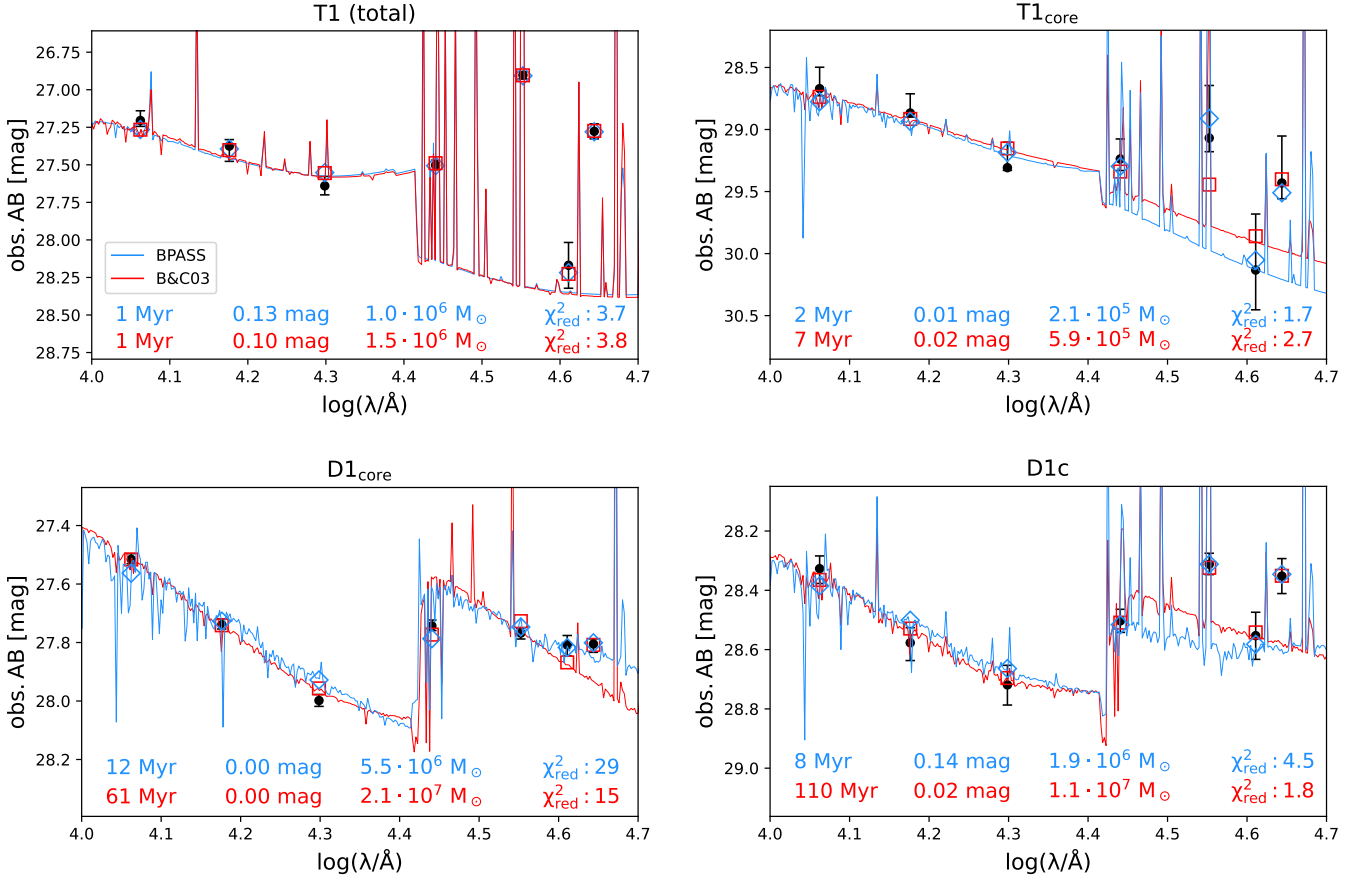 T1 (total)
obs. AB [mag]
26.75
27.00
27.25
27.50
27.75
28.00
28.25
28.50
28.75
BPASS
B&C03
1 Myr 0.13 mag 1.0·10⁶ M☉ χ²red : 3.7
1 Myr 0.10 mag 1.5·10⁶ M☉ χ²red : 3.8
4.0 4.1 4.2 4.3 4.4 4.5 4.6 4.7
log(λ/Å)
T1core
obs. AB [mag]
28.5
29.0
29.5
30.0
30.5
2 Myr 0.01 mag 2.1·10⁵ M☉ χ²red : 1.7
7 Myr 0.02 mag 5.9·10⁵ M☉ χ²red : 2.7
4.0 4.1 4.2 4.3 4.4 4.5 4.6 4.7
log(λ/Å)
D1core
obs. AB [mag]
27.4
27.6
27.8
28.0
28.2
12 Myr 0.00 mag 5.5·10⁶ M☉ χ²red : 29
61 Myr 0.00 mag 2.1·10⁷ M☉ χ²red : 15
4.0 4.1 4.2 4.3 4.4 4.5 4.6 4.7
log(λ/Å)
D1c
obs. AB [mag]
28.2
28.4
28.6
28.8
29.0
8 Myr 0.14 mag 1.9·10⁶ M☉ χ²red : 4.5
110 Myr 0.02 mag 1.1·10⁷ M☉ χ²red : 1.8
4.0 4.1 4.2 4.3 4.4 4.5 4.6 4.7
log(λ/Å)